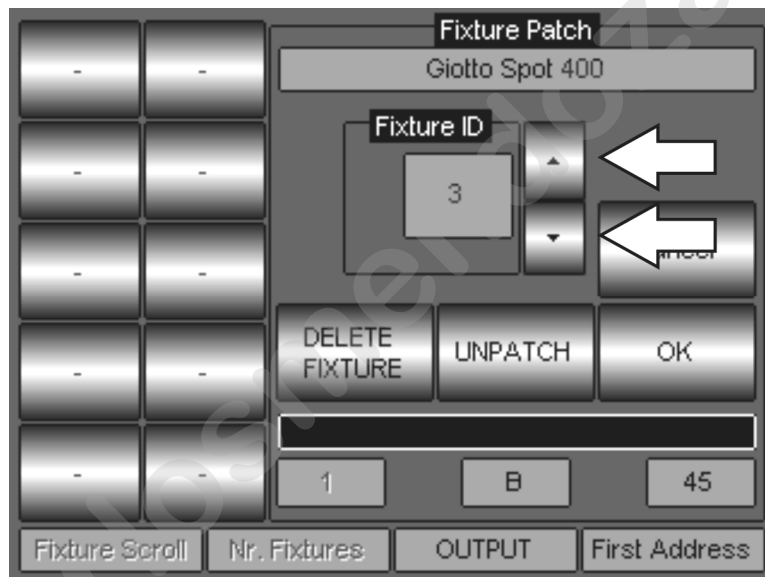 Fixture Patch
Giotto Spot 400
Fixture ID
3
DELETE FIXTURE
UNPATCH
OK
1
B
45
Fixture Scroll
Nr. Fixtures
OUTPUT
First Address